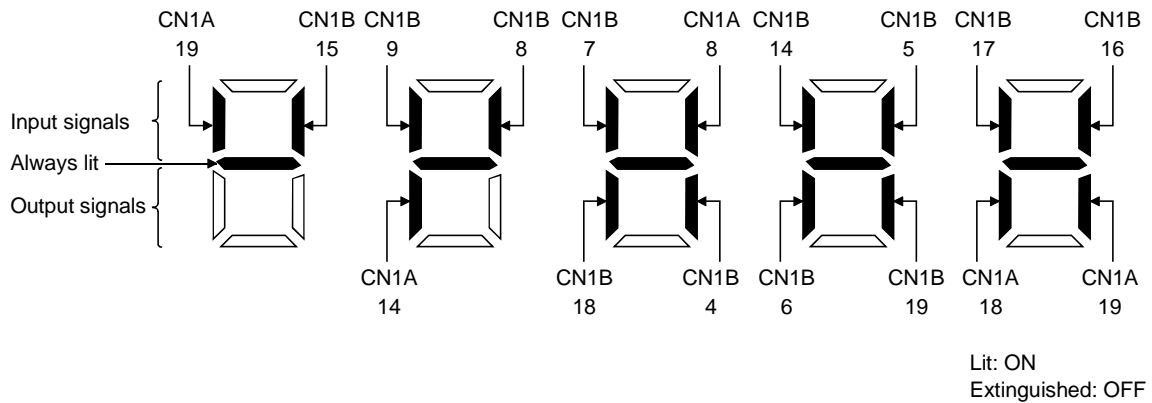 CN1A CN1B CN1B CN1B CN1B CN1A CN1B CN1B CN1B CN1B
19 15 9 8 7 8 14 5 17 16
Input signals
Always lit
Output signals
CN1A CN1B CN1B CN1B CN1B CN1A CN1A
14 18 4 6 19 18 19
Lit: ON
Extinguished: OFF